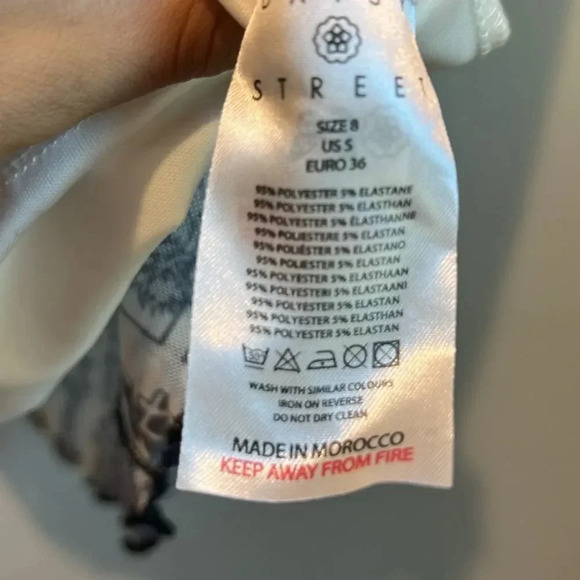 STREET
SIZE 8
US 5
EURO 36
95% POLYESTER 5% ELASTANE
95% POLYESTER 5% ELASTHAN
95% POLYESTER 5% ÉLASTHANNE
95% POLIESTERE 5% ELASTAN
95% POLIÉSTER 5% ELASTANO
95% POLIESTER 5% ELASTAN
95% POLYESTER 5% ELASTHAAN
95% POLYESTERI 5% ELASTAANI
95% POLYESTER 5% ELASTAN
95% POLYESTER 5% ELASTHAN
95% POLYESTER 5% ELASTAN
30°
WASH WITH SIMILAR COLOURS
IRON ON REVERSE
DO NOT DRY CLEAN
MADE IN MOROCCO
KEEP AWAY FROM FIRE